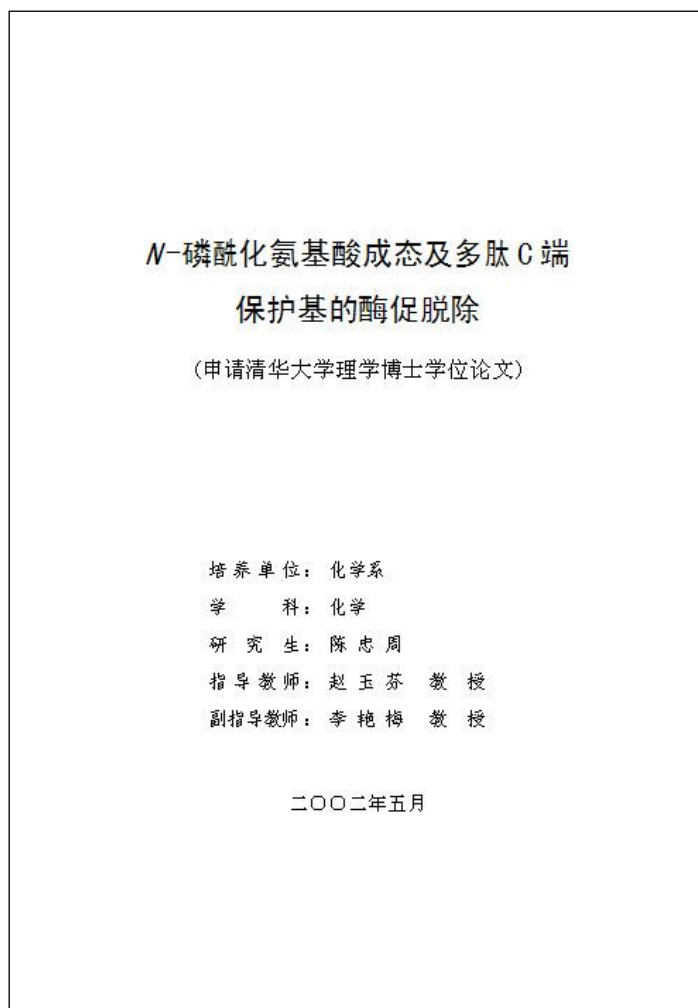 N-磷酰化氨基酸成态及多肽 C 端
保护基的酶促脱除
(申请清华大学理学博士学位论文)
培养单位：化学系
学 科：化学
研 究 生：陈 忠 周
指导教师：赵 玉 芬 教 授
副指导教师：李 艳 梅 教 授
二〇〇二年五月